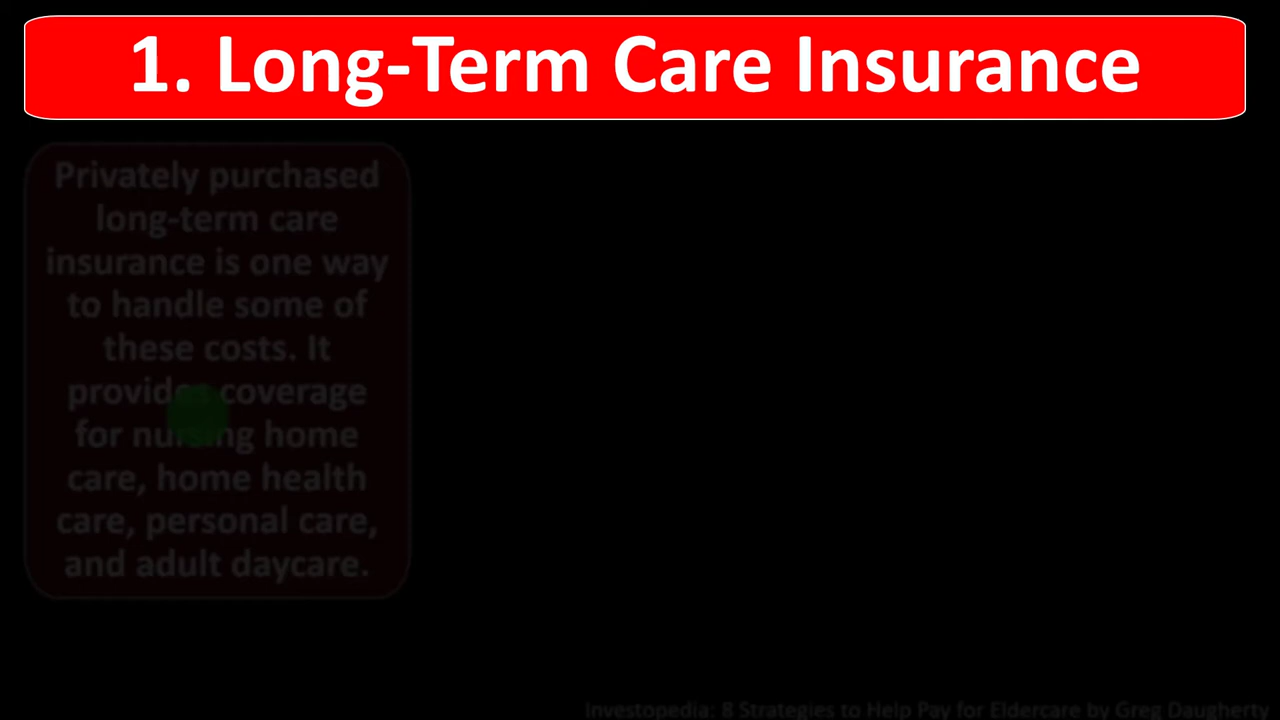 1. Long-Term Care Insurance
Privately purchased
long-term care
insurance is one way
to handle some of
these costs. It
provides coverage
for nursing home
care, home health
care, personal care,
and adult daycare.
Investopedia: 8 Strategies to Help Pay for Eldercare by Greg Daugherty